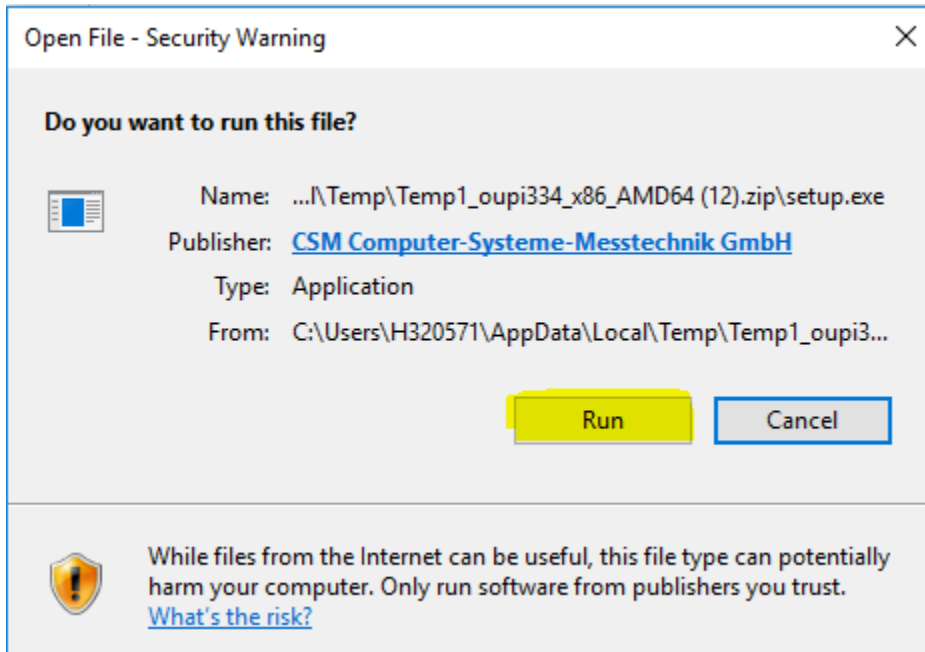 Open File - Security Warning
Do you want to run this file?
Name: ...l\Temp\Temp1_oupi334_x86_AMD64 (12).zip\setup.exe
Publisher: CSM Computer-Systeme-Messtechnik GmbH
Type: Application
From: C:\Users\H320571\AppData\Local\Temp\Temp1_oupi3...
Run Cancel
While files from the Internet can be useful, this file type can potentially
harm your computer. Only run software from publishers you trust.
What's the risk?